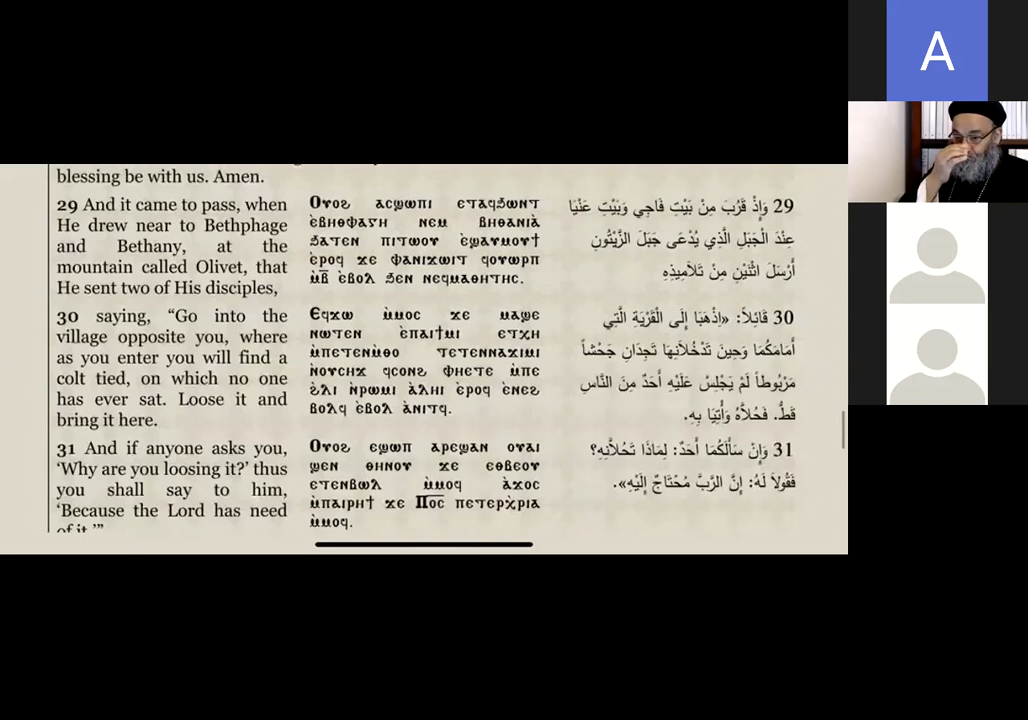 blessing be with us. Amen.
29 And it came to pass, when
He drew near to Bethphage
and Bethany, at the
mountain called Olivet, that
He sent two of His disciples,
30 saying, “Go into the
village opposite you, where
as you enter you will find a
colt tied, on which no one
has ever sat. Loose it and
bring it here.
31 And if anyone asks you,
‘Why are you loosing it?’ thus
you shall say to him,
‘Because the Lord has need
of it.’”
Ⲟⲩⲟϩ ⲁⲥϣⲱⲡⲓ ⲉⲧⲁϥϧⲱⲛⲧ
ⲉ̀ⲃⲏⲑⲫⲁⲅⲏ ⲛⲉⲙ ⲃⲏⲑⲁⲛⲓⲁ̀
ϧⲁⲧⲉⲛ ⲡⲓⲧⲱⲟⲩ ⲉ̀ϣⲁⲩⲙⲟⲩϯ
ⲉ̀ⲣⲟϥ ϫⲉ ⲫⲁⲛⲓϫⲱⲓⲧ ϥⲟⲩⲱⲣⲡ
ⲙ̀ⲃ̅ ⲉ̀ⲃⲟⲗ ϧⲉⲛ ⲛⲉϥⲙⲁⲑⲏⲧⲏⲥ.
Ⲉϥϫⲱ ⲙ̀ⲙⲟⲥ ϫⲉ ⲙⲁϣⲉ
ⲛⲱⲧⲉⲛ ⲉ̀ⲡⲁⲓϯⲙⲓ ⲉⲧⲭⲏ
ⲙ̀ⲡⲉⲧⲉⲛⲙ̀ⲑⲟ ⲧⲉⲧⲉⲛⲛⲁϫⲓⲙⲓ
ⲛ̀ⲟⲩⲥⲏϫ ϥⲥⲟⲛϩ ⲫⲏⲉⲧⲉ ⲙ̀ⲡⲉ
ϩ̀ⲗⲓ ⲛ̀ⲣⲱⲙⲓ ⲁ̀ⲗⲏⲓ ⲉ̀ⲣⲟϥ ⲉ̀ⲛⲉϩ
ⲃⲟⲗϥ ⲉ̀ⲃⲟⲗ ⲁ̀ⲛⲓⲧϥ.
Ⲟⲩⲟϩ ⲉϣⲱⲡ ⲁⲣⲉϣⲁⲛ ⲟⲩⲁⲓ
ϣⲉⲛ ⲑⲏⲛⲟⲩ ϫⲉ ⲉⲑⲃⲉⲟⲩ
ⲉⲧⲉⲛⲃⲱⲗ ⲙ̀ⲙⲟϥ ⲁ̀ϫⲟⲥ
ⲙ̀ⲡⲁⲓⲣⲏϯ ϫⲉ Ⲡⲟ̅ⲥ̅ ⲡⲉⲧⲉⲣⲭ̀ⲣⲓⲁ
ⲙ̀ⲙⲟϥ.
29 وَإِذْ قَرُبَ مِنْ بَيْتِ فَاجِي وَبَيْتِ عَنْيَا
عِنْدَ الْجَبَلِ الَّذِي يُدْعَى جَبَلَ الزَّيْتُونِ
أَرْسَلَ اثْنَيْنِ مِنْ تَلاَمِيذِهِ
30 قَائِلاً: «اِذْهَبَا إِلَى الْقَرْيَةِ الَّتِي
أَمَامَكُمَا وَحِينَ تَدْخُلاَنِهَا تَجِدَانِ جَحْشاً
مَرْبُوطاً لَمْ يَجْلِسْ عَلَيْهِ أَحَدٌ مِنَ النَّاسِ
قَطُّ. فَحُلاَّهُ وَأْتِيَا بِهِ.
31 وَإِنْ سَأَلَكُمَا أَحَدٌ: لِمَاذَا تَحُلاَّنِهِ؟
فَقُولاَ لَهُ: إِنَّ الرَّبَّ مُحْتَاجٌ إِلَيْهِ».
A